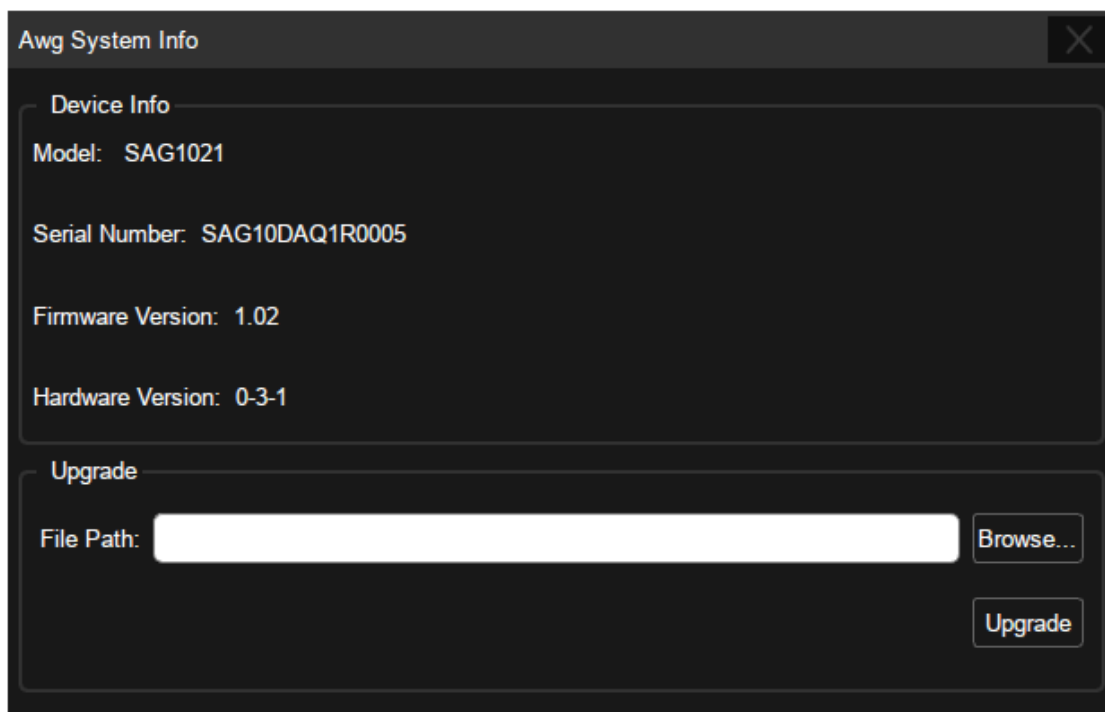 Awg System Info
Device Info
Model: SAG1021
Serial Number: SAG10DAQ1R0005
Firmware Version: 1.02
Hardware Version: 0-3-1
Upgrade
File Path: Browse...
Upgrade